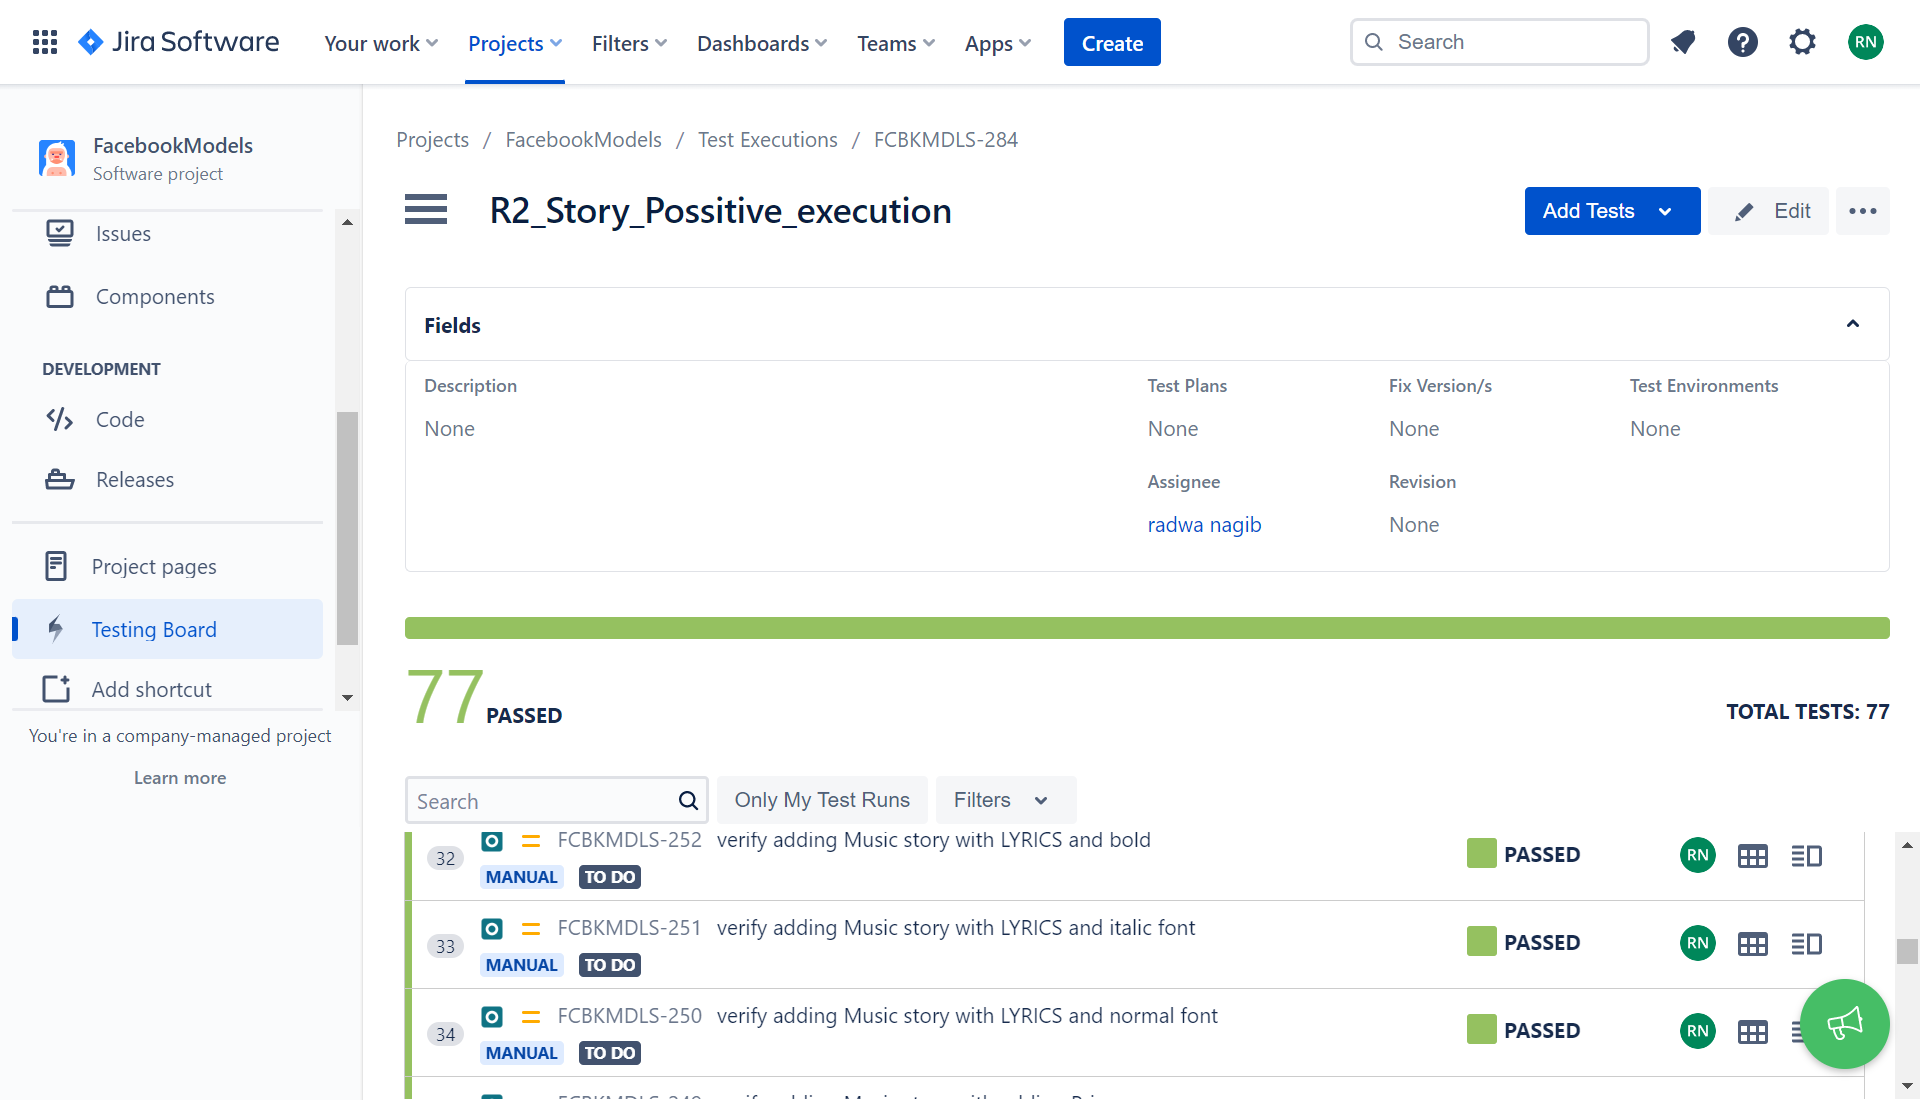 Jira Software
Your work
Projects
Filters
Dashboards
Teams
Apps
Create
Search
RN
FacebookModels
Software project
Issues
Components
DEVELOPMENT
Code
Releases
Project pages
Testing Board
Add shortcut
You're in a company-managed project
Learn more
Projects / FacebookModels / Test Executions / FCBKMDLS-284
R2_Story_Possitive_execution
Add Tests
Edit
Fields
Description
None
Test Plans
None
Fix Version/s
None
Test Environments
None
Assignee
radwa nagib
Revision
None
77 PASSED
TOTAL TESTS: 77
Search
Only My Test Runs
Filters
32 FCBKMDLS-252 verify adding Music story with LYRICS and bold PASSED RN
MANUAL TO DO
33 FCBKMDLS-251 verify adding Music story with LYRICS and italic font PASSED RN
MANUAL TO DO
34 FCBKMDLS-250 verify adding Music story with LYRICS and normal font PASSED RN
MANUAL TO DO